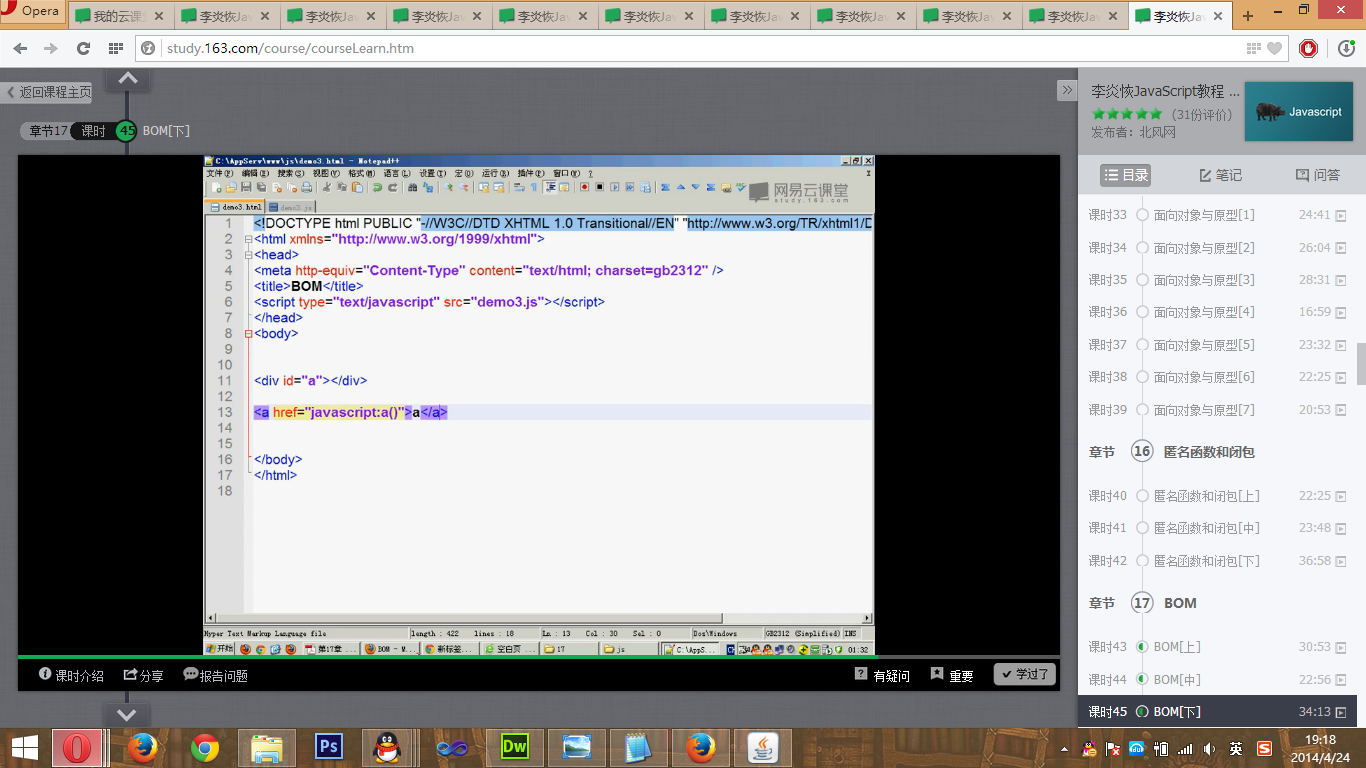 Opera
我的云课
李炎恢Jav
李炎恢Jav
李炎恢Jav
李炎恢Jav
李炎恢Jav
李炎恢Jav
李炎恢Jav
李炎恢Jav
李炎恢Jav
李炎恢Jav
study.163.com/course/courseLearn.htm
返回课程主页
章节17 课时 45 BOM[下]
C:\AppServ\www\js\demo3.html - Notepad++
文件(F) 编辑(E) 搜索(S) 视图(V) 格式(M) 语言(L) 设置(T) 宏(O) 运行(R) 插件(P) 窗口(W) ?
网易云课堂
study.163.com
demo3.html demo3.js
1 <!DOCTYPE html PUBLIC "-//W3C//DTD XHTML 1.0 Transitional//EN" "http://www.w3.org/TR/xhtml1/D
2 <html xmlns="http://www.w3.org/1999/xhtml">
3 <head>
4 <meta http-equiv="Content-Type" content="text/html; charset=gb2312" />
5 <title>BOM</title>
6 <script type="text/javascript" src="demo3.js"></script>
7 </head>
8 <body>
9
10
11 <div id="a"></div>
12
13 <a href="javascript:a()">a</a>
14
15
16 </body>
17 </html>
18
Hyper Text Markup Language file length : 422 lines : 18 Ln : 13 Col : 30 Sel : 0 Dos\Windows GB2312 (Simplified) INS
开始 第17章 ... BOM - M... 新标签... 空白页 ... 17 js C:\AppS... 01:32
课时介绍 分享 报告问题 有疑问 重要 学过了
李炎恢JavaScript教程 ...
(31份评价)
发布者：北风网
Javascript
目录 笔记 问答
课时33 面向对象与原型[1] 24:41
课时34 面向对象与原型[2] 26:04
课时35 面向对象与原型[3] 28:31
课时36 面向对象与原型[4] 16:59
课时37 面向对象与原型[5] 23:32
课时38 面向对象与原型[6] 22:25
课时39 面向对象与原型[7] 20:53
章节 16 匿名函数和闭包
课时40 匿名函数和闭包[上] 22:25
课时41 匿名函数和闭包[中] 23:48
课时42 匿名函数和闭包[下] 36:58
章节 17 BOM
课时43 BOM[上] 30:53
课时44 BOM[中] 22:56
课时45 BOM[下] 34:13
Ps
Dw
英
19:18
2014/4/24